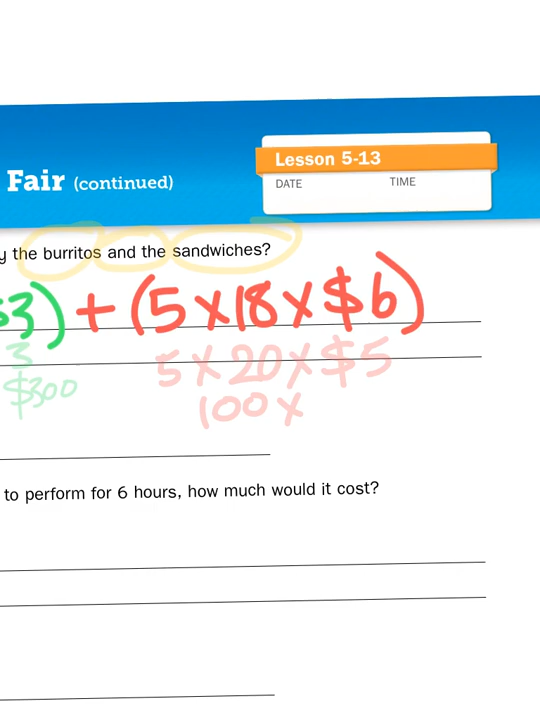 Fair (continued)
Lesson 5-13
DATE TIME
y the burritos and the sandwiches?
$3) + (5 x 18 x $6)
3 5 x 20 x $5
$300 100 x
to perform for 6 hours, how much would it cost?